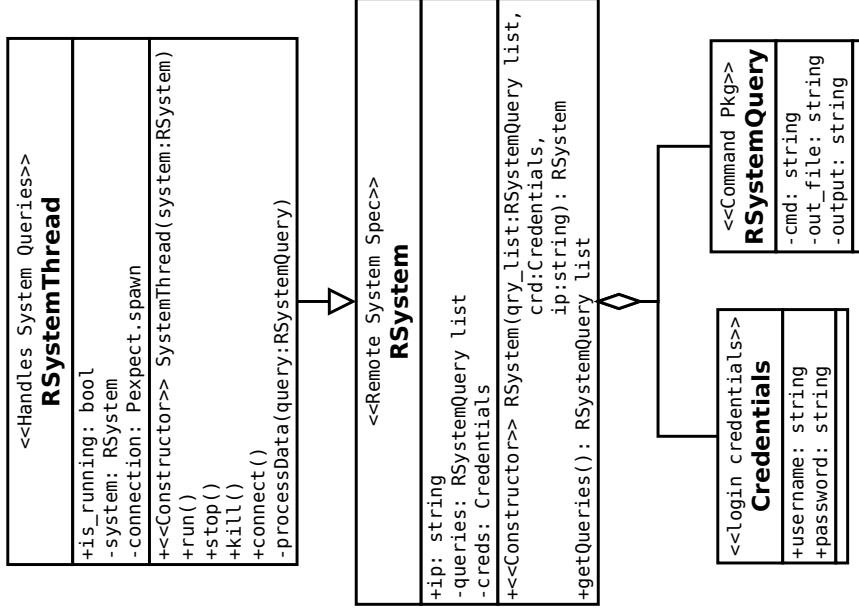 <<Handles System Queries>>
RSystemThread
+is_running: bool
-system: RSystem
-connection: Pexpect.spawn
+<<Constructor>> SystemThread(system:RSystem)
+run()
+stop()
+kill()
+connect()
-processData(query:RSystemQuery)
<<Remote System Spec>>
RSystem
+ip: string
-queries: RSystemQuery list
-creds: Credentials
+<<Constructor>> RSystem(qry_list:RSystemQuery list,
crd:Credentials,
ip:string): RSystem
+getQueries(): RSystemQuery list
<<login credentials>>
Credentials
+username: string
+password: string
<<Command Pkg>>
RSystemQuery
-cmd: string
-out_file: string
-output: string